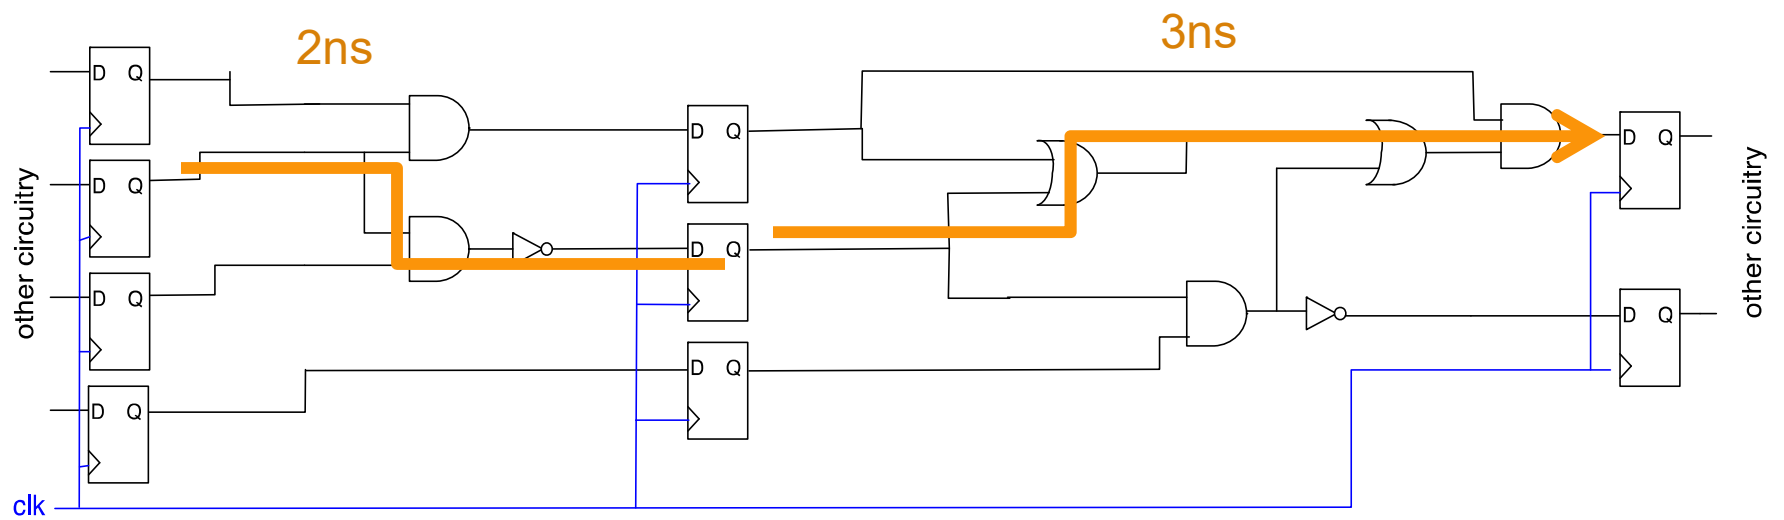 2ns
3ns
D Q
D Q
D Q
D Q
D Q
D Q
D Q
D Q
D Q
other circuitry
other circuitry
clk